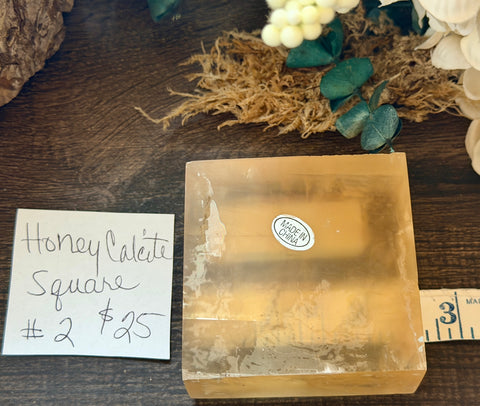 Honey Calcite
Square
# 2 $25
MADE IN
CHINA
3